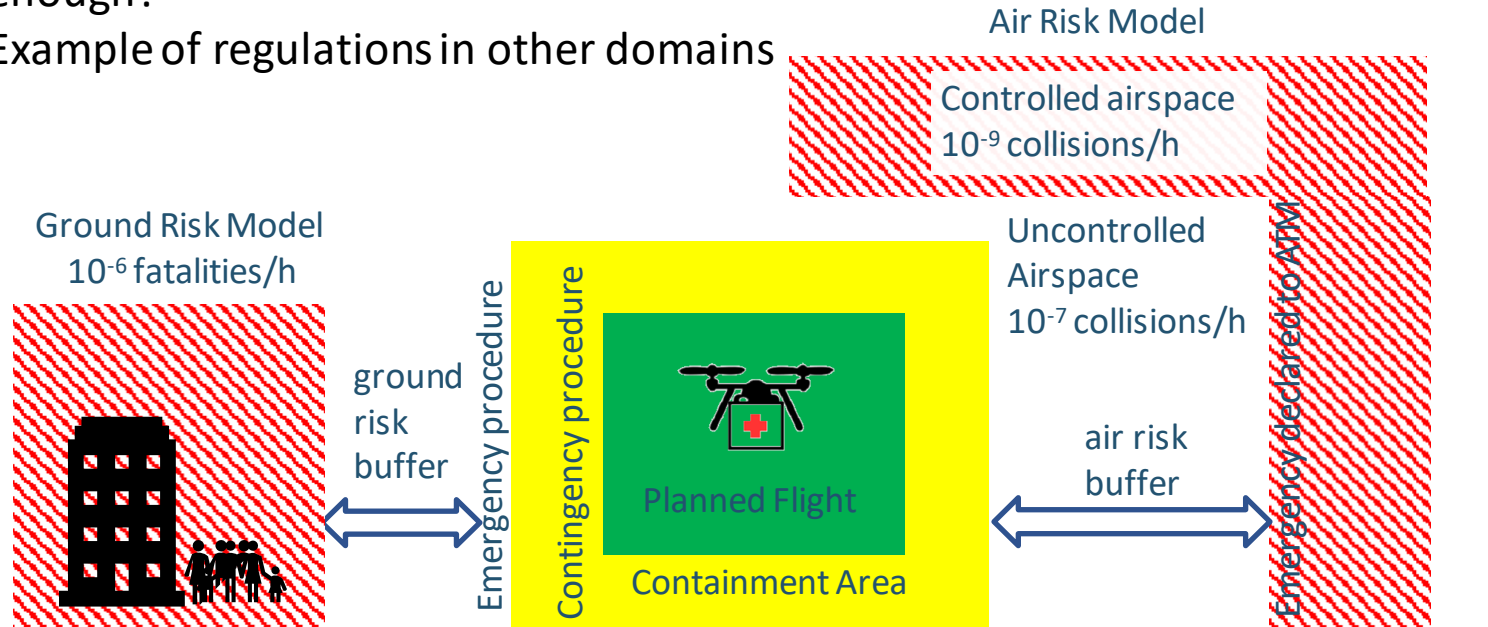 enough?
Example of regulations in other domains
Air Risk Model
Controlled airspace
10⁻⁹ collisions/h
Ground Risk Model
10⁻⁶ fatalities/h
Uncontrolled
Airspace
10⁻⁷ collisions/h
ground
risk
buffer
Emergency procedure
Contingency procedure
Planned Flight
Containment Area
air risk
buffer
Emergency declared to ATM